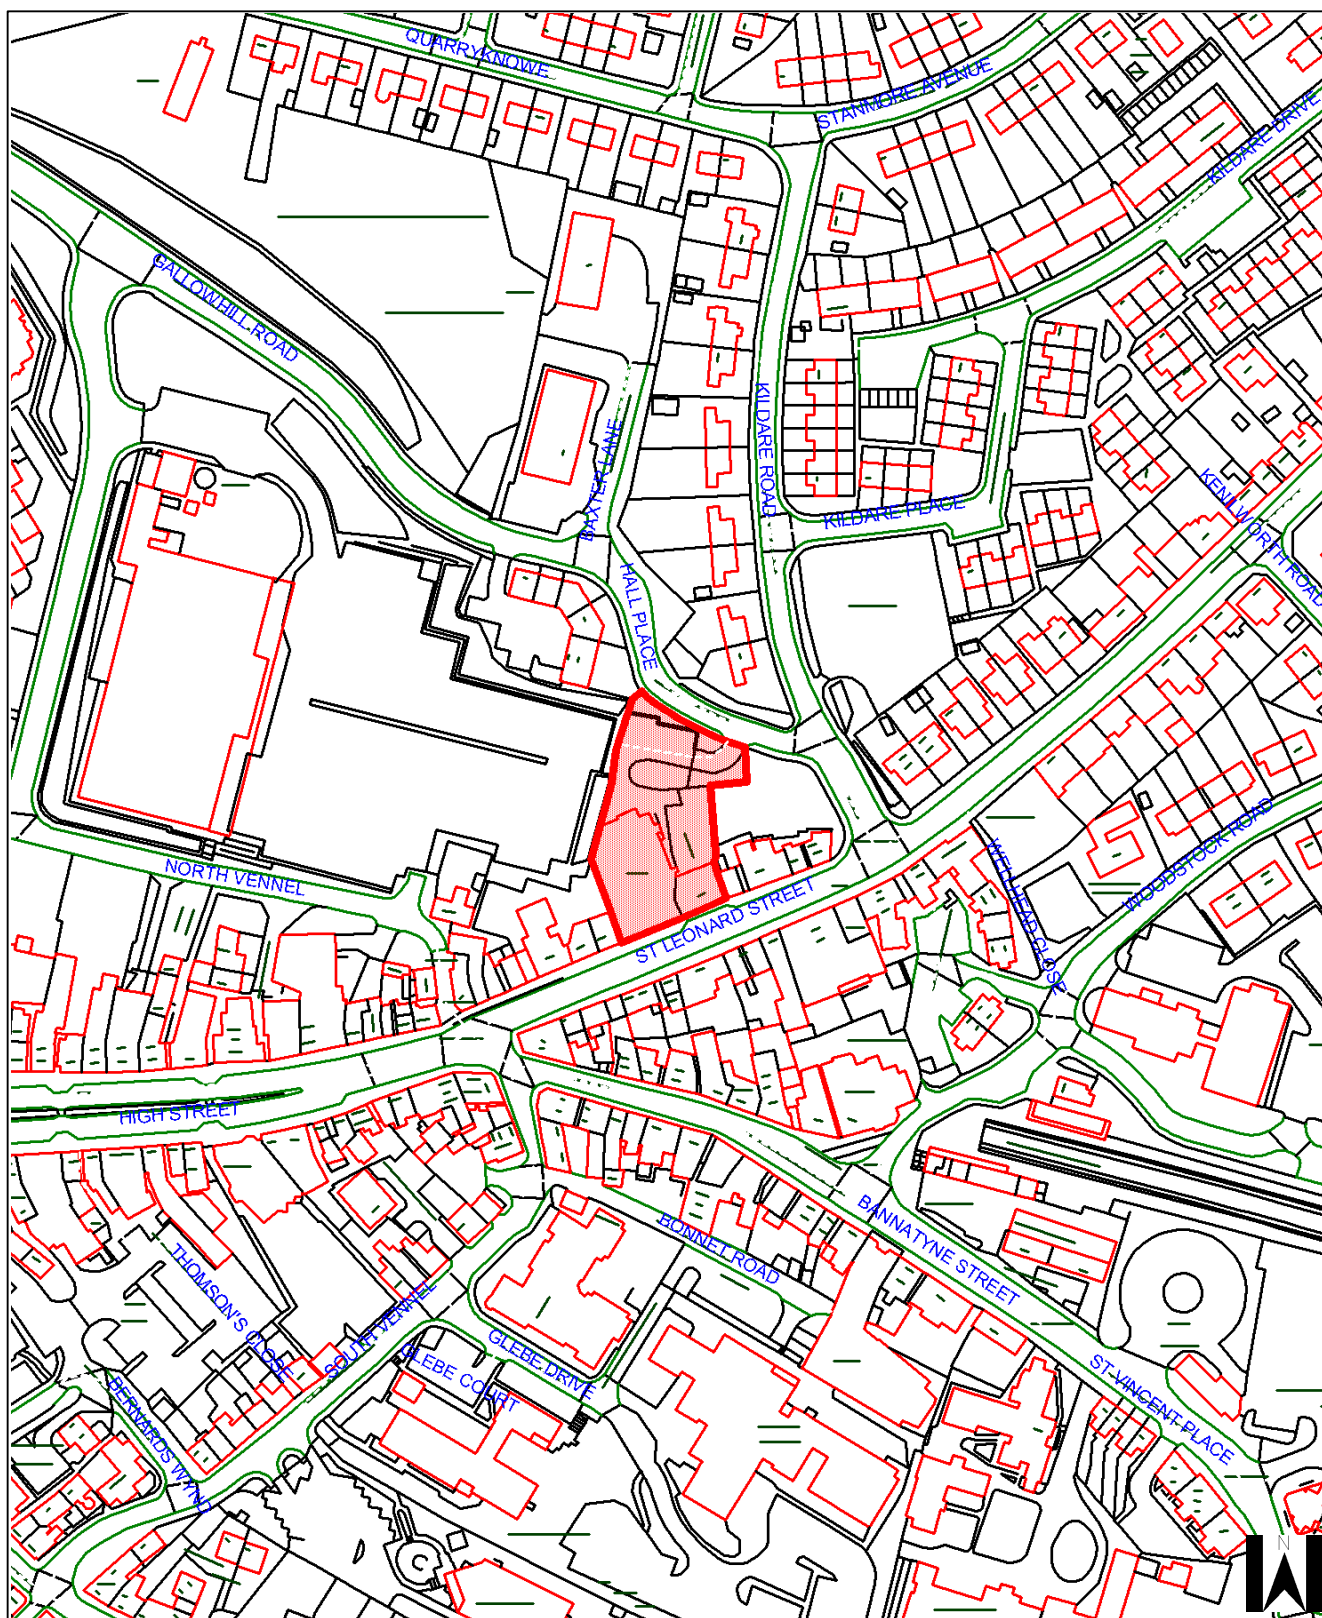 QUARRYKNOWE
STANMORE AVENUE
KILDARE DRIVE
GALLOWHILL ROAD
BAXTER LANE
KILDARE ROAD
KILDARE PLACE
KENILWORTH ROAD
HALL PLACE
NORTH VENNEL
ST LEONARD STREET
WELLHEAD CLOSE
WOODSTOCK ROAD
HIGH STREET
BANNATYNE STREET
BONNET ROAD
THOMSON'S CLOSE
SOUTH VENNEL
GLEBE COURT
GLEBE DRIVE
ST VINCENT PLACE
BERNARDS WYND
N